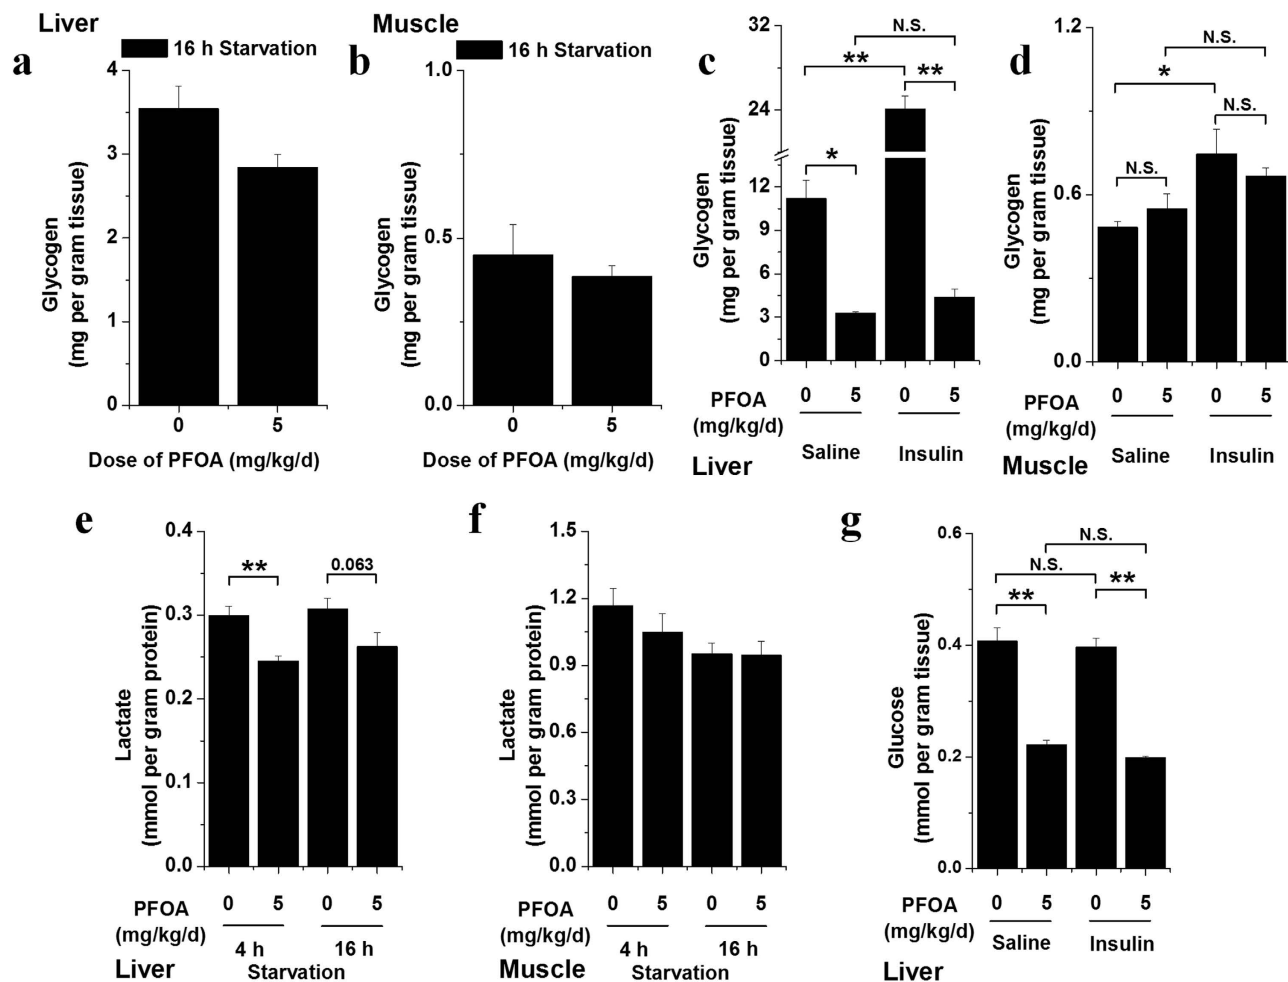 Liver
Muscle
a
16 h Starvation
Glycogen
(mg per gram tissue)
4
3
2
1
0
0
5
Dose of PFOA (mg/kg/d)
b
16 h Starvation
Glycogen
(mg per gram tissue)
1.0
0.5
0.0
0
5
Dose of PFOA (mg/kg/d)
c
Glycogen
(mg per gram tissue)
32
24
12
9
6
3
0
N.S.
**
**
*
PFOA
0
5
0
5
(mg/kg/d)
Saline
Insulin
Liver
d
Glycogen
(mg per gram tissue)
1.2
0.6
0.0
N.S.
*
N.S.
N.S.
PFOA
0
5
0
5
(mg/kg/d)
Saline
Insulin
Muscle
e
Lactate
(mmol per gram protein)
0.4
0.3
0.2
0.1
0.0
**
0.063
PFOA
0
5
0
5
(mg/kg/d)
4 h
16 h
Liver
Starvation
f
Lactate
(mmol per gram protein)
1.5
1.2
0.9
0.6
0.3
0.0
PFOA
0
5
0
5
(mg/kg/d)
4 h
16 h
Muscle
Starvation
g
Glucose
(mmol per gram tissue)
0.6
0.4
0.2
0.0
N.S.
N.S.
**
**
PFOA
0
5
0
5
(mg/kg/d)
Saline
Insulin
Liver